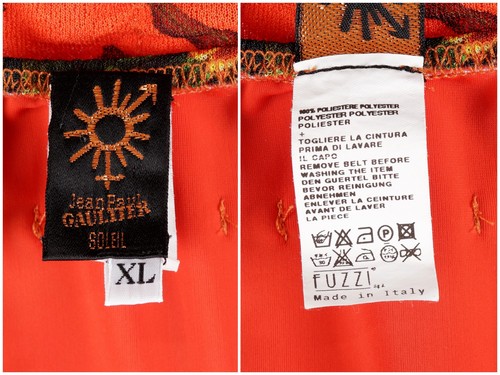 Jean Paul
GAULTIER
SOLEIL
XL
100% POLIESTERE POLYESTER
POLYESTER POLYESTER
POLIESTER
+
TOGLIERE LA CINTURA
PRIMA DI LAVARE
IL CAPO
REMOVE BELT BEFORE
WASHING THE ITEM
DEN GUERTEL BITTE
BEVOR REINIGUNG
ABNEHMEN
ENLEVER LA CEINTURE
AVANT DE LAVER
LA PIECE
FUZZI
Made in Italy